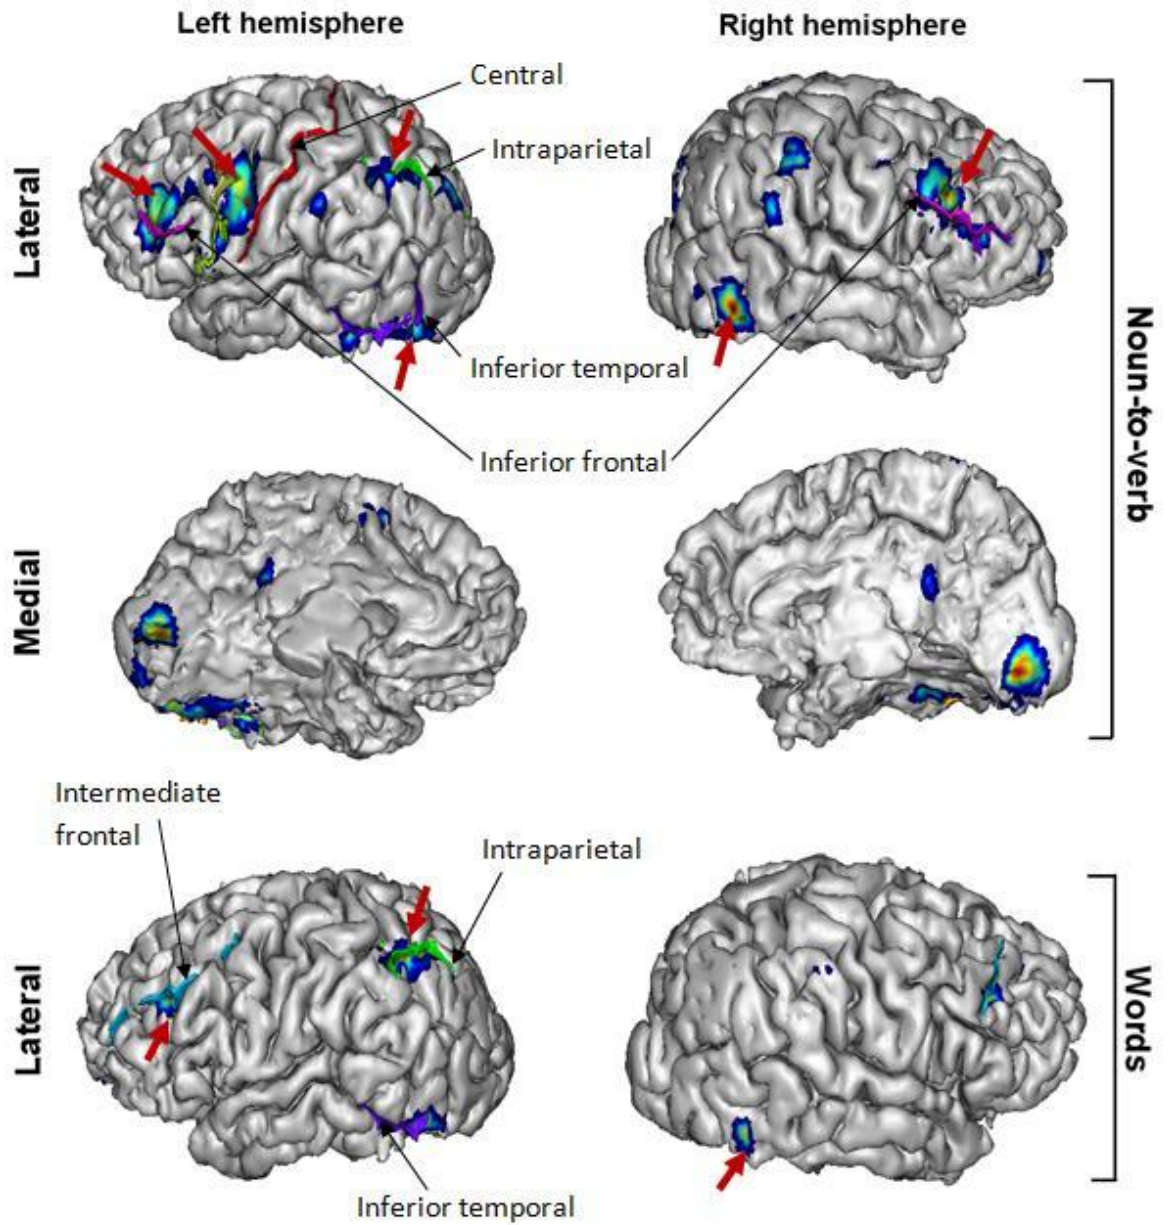 Left hemisphere
Right hemisphere
Central
Intraparietal
Lateral
Inferior temporal
Inferior frontal
Noun-to-verb
Medial
Intermediate
frontal
Intraparietal
Lateral
Words
Inferior temporal